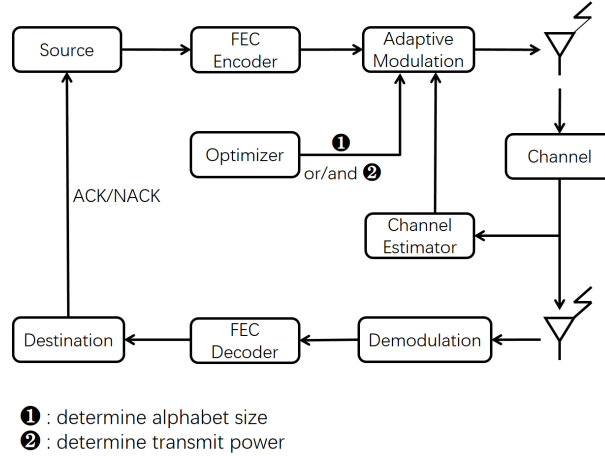 Source
FEC
Encoder
Adaptive
Modulation
Optimizer
❶
or/and ❷
Channel
ACK/NACK
Channel
Estimator
Destination
FEC
Decoder
Demodulation
❶ : determine alphabet size
❷ : determine transmit power